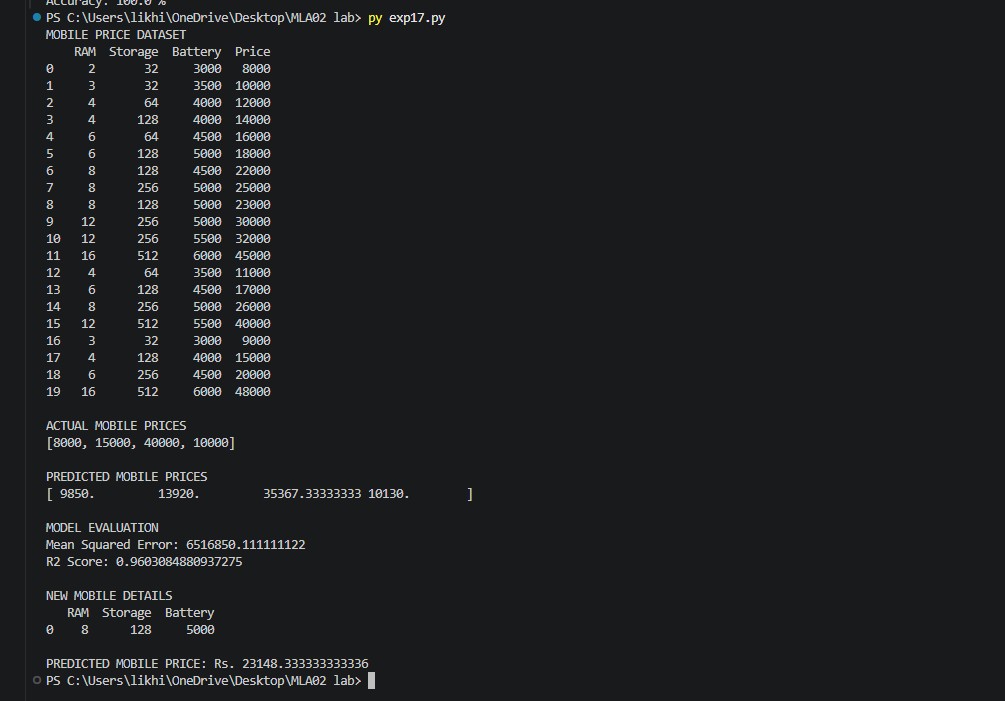 Accuracy: 100.0 %
PS C:\Users\likhi\OneDrive\Desktop\MLA02 lab> py exp17.py
MOBILE PRICE DATASET
    RAM  Storage  Battery  Price
0     2       32     3000   8000
1     3       32     3500  10000
2     4       64     4000  12000
3     4      128     4000  14000
4     6       64     4500  16000
5     6      128     5000  18000
6     8      128     4500  22000
7     8      256     5000  25000
8     8      128     5000  23000
9    12      256     5000  30000
10   12      256     5500  32000
11   16      512     6000  45000
12    4       64     3500  11000
13    6      128     4500  17000
14    8      256     5000  26000
15   12      512     5500  40000
16    3       32     3000   9000
17    4      128     4000  15000
18    6      256     4500  20000
19   16      512     6000  48000
ACTUAL MOBILE PRICES
[8000, 15000, 40000, 10000]
PREDICTED MOBILE PRICES
[ 9850.         13920.         35367.33333333 10130.        ]
MODEL EVALUATION
Mean Squared Error: 6516850.111111122
R2 Score: 0.9603084880937275
NEW MOBILE DETAILS
   RAM  Storage  Battery
0    8      128     5000
PREDICTED MOBILE PRICE: Rs. 23148.333333333336
PS C:\Users\likhi\OneDrive\Desktop\MLA02 lab>